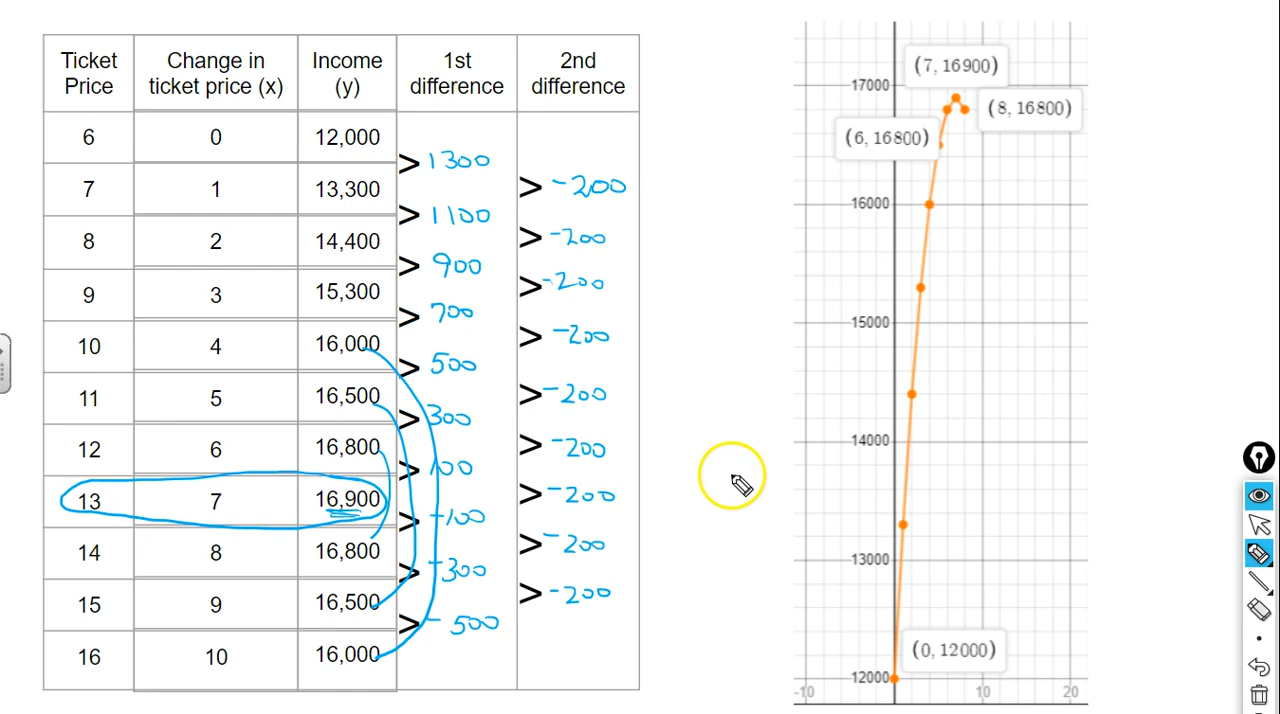 Ticket Price | Change in ticket price (x) | Income (y) | 1st difference | 2nd difference
6 | 0 | 12,000
1300
-200
7 | 1 | 13,300
1100
-200
8 | 2 | 14,400
900
-200
9 | 3 | 15,300
700
-200
10 | 4 | 16,000
500
-200
11 | 5 | 16,500
300
-200
12 | 6 | 16,800
100
-200
13 | 7 | 16,900
-100
-200
14 | 8 | 16,800
-300
-200
15 | 9 | 16,500
-500
16 | 10 | 16,000
(7, 16900)
17000
(8, 16800)
(6, 16800)
16000
15000
14000
13000
(0, 12000)
12000
-10 10 20